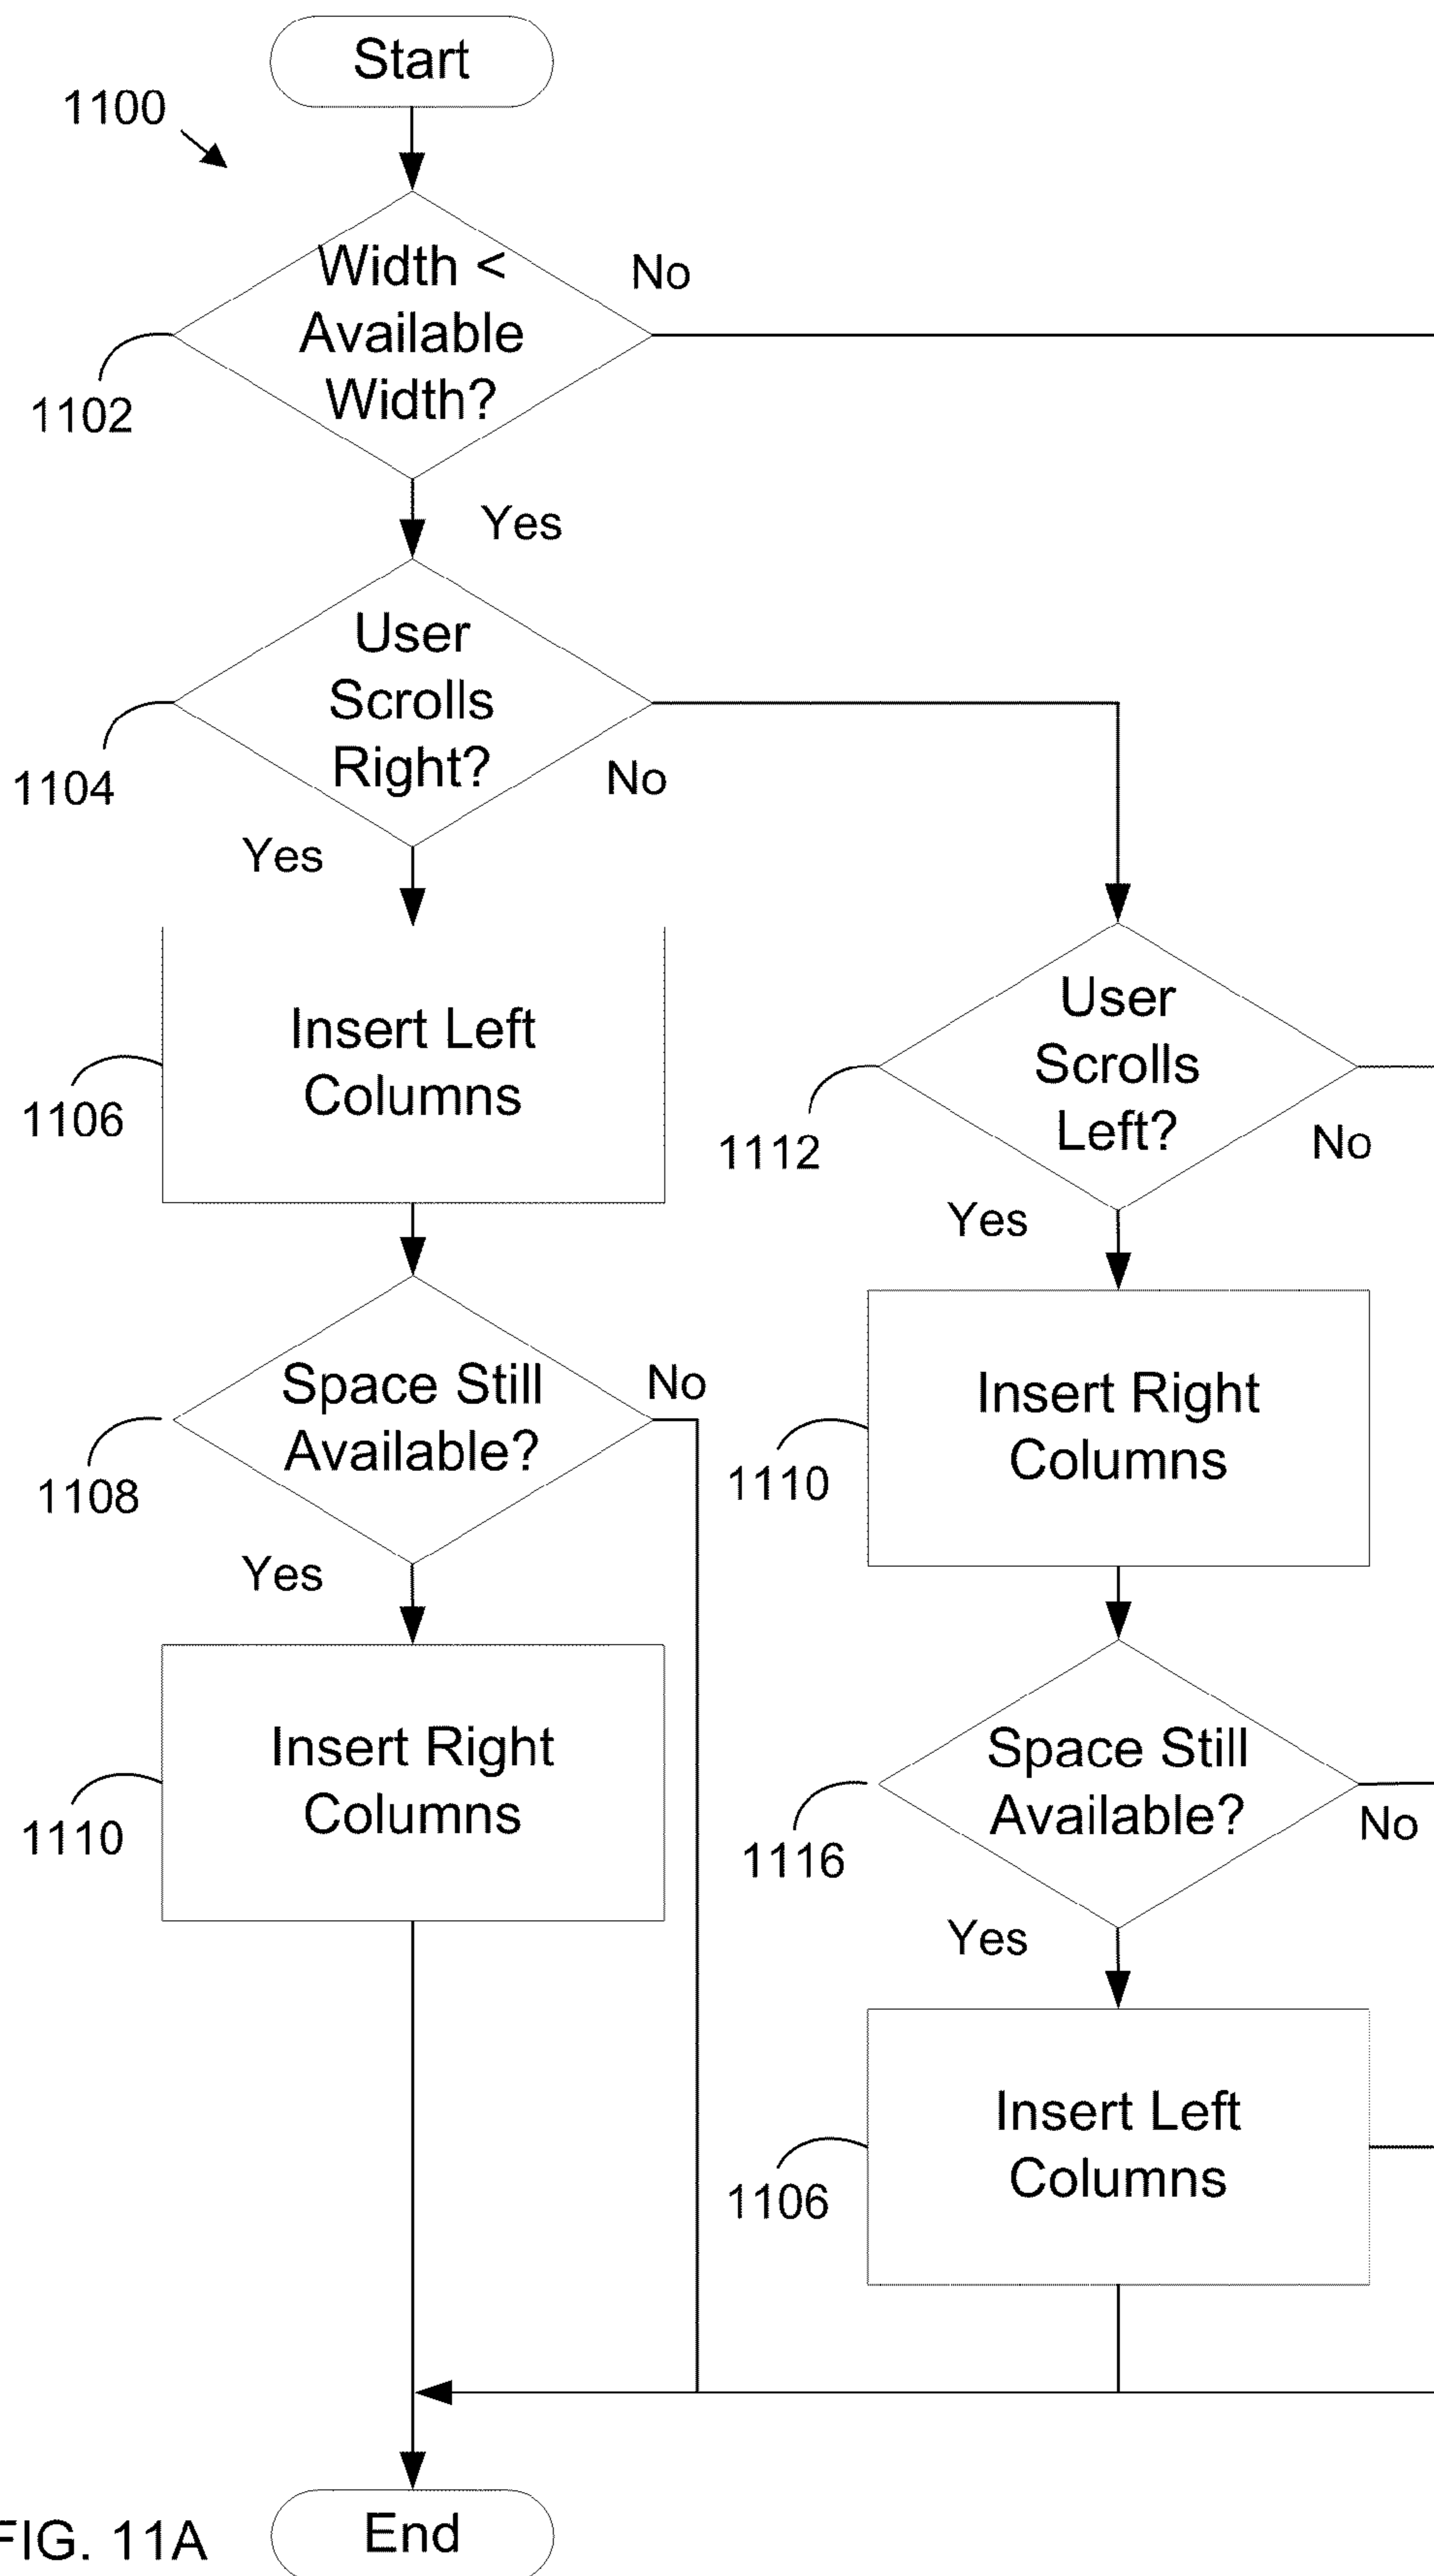 Start
1100
Width <
Available
Width?
No
1102
Yes
User
Scrolls
Right?
No
1104
Yes
Insert Left
Columns
1106
User
Scrolls
Left?
No
1112
Yes
Space Still
Available?
No
1108
Yes
Insert Right
Columns
1110
Insert Right
Columns
1110
Space Still
Available?
No
1116
Yes
Insert Left
Columns
1106
End
FIG. 11A